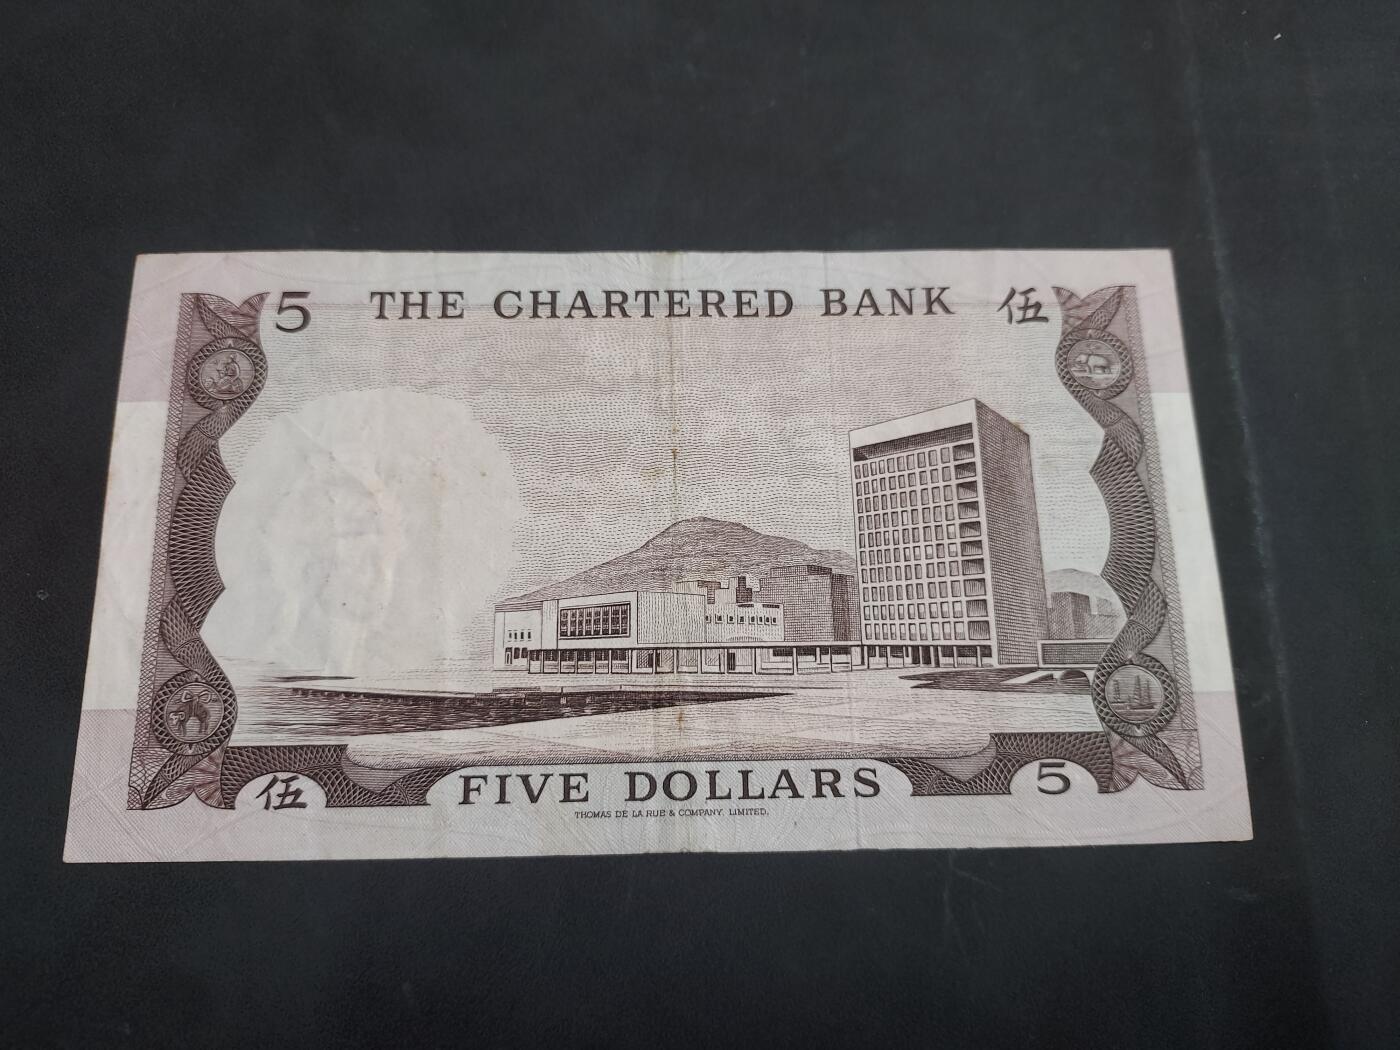 5 THE CHARTERED BANK 伍
伍 FIVE DOLLARS 5
THOMAS DE LA RUE & COMPANY, LIMITED.